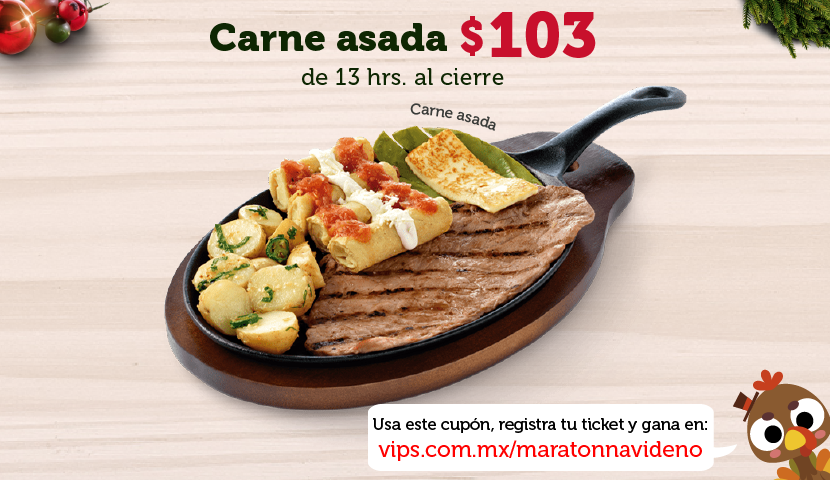 Carne asada $103
de 13 hrs. al cierre
Carne asada
Usa este cupón, registra tu ticket y gana en:
vips.com.mx/maratonnavideno